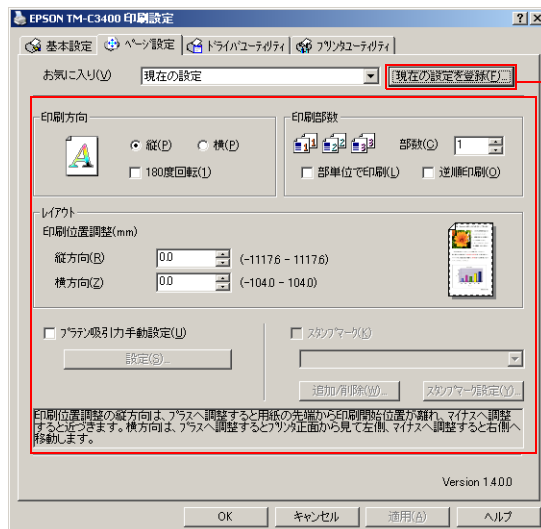 EPSON TM-C3400 印刷設定
基本設定 ページ設定 ドライバユーティリティ プリンタユーティリティ
お気に入り(V) 現在の設定 現在の設定を登録(F)...
印刷方向 印刷部数
縦(P) 横(P) 部数(C) 1
180度回転(1) 部単位で印刷(L) 逆順印刷(O)
レイアウト
印刷位置調整(mm)
縦方向(R) 0.0 (-1117.6 - 1117.6)
横方向(Z) 0.0 (-104.0 - 104.0)
プラテン吸引力手動設定(U) スタンプマーク(K)
設定(S)...
追加/削除(W)... スタンプマーク設定(Y)...
印刷位置調整の縦方向は、プラスへ調整すると用紙の先端から印刷開始位置が離れ、マイナスへ調整
すると近づきます。横方向は、プラスへ調整するとプリンタ正面から見て左側、マイナスへ調整すると右側へ
移動します。
Version 1.4.0.0
OK キャンセル 適用(A) ヘルプ